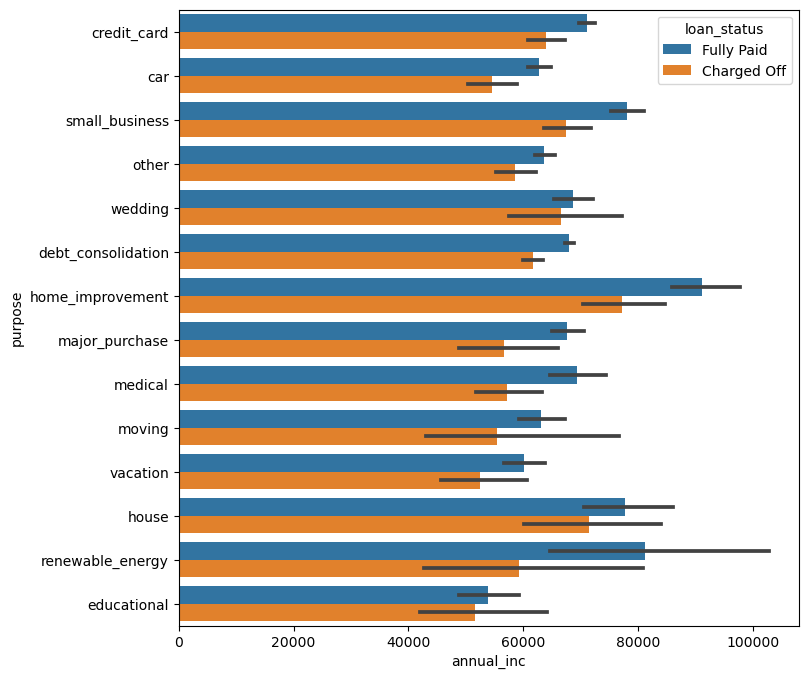 loan_status
Fully Paid
Charged Off
purpose
credit_card
car
small_business
other
wedding
debt_consolidation
home_improvement
major_purchase
medical
moving
vacation
house
renewable_energy
educational
0 20000 40000 60000 80000 100000
annual_inc